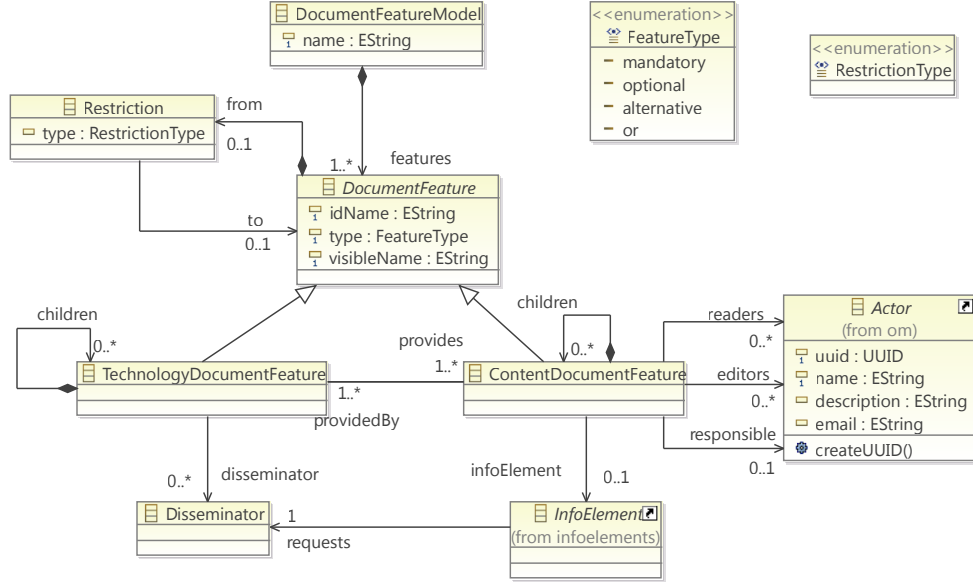 DocumentFeatureModel
name : EString
<<enumeration>>
FeatureType
mandatory
optional
alternative
or
<<enumeration>>
RestrictionType
Restriction
type : RestrictionType
from
0..1
1..*
features
to
0..1
DocumentFeature
idName : EString
type : FeatureType
visibleName : EString
children
0..*
TechnologyDocumentFeature
provides
1..*
1..*
providedBy
children
0..*
ContentDocumentFeature
readers
0..*
editors
0..*
responsible
0..1
Actor
(from om)
uuid : UUID
name : EString
description : EString
email : EString
createUUID()
0..*
disseminator
infoElement
0..1
Disseminator
1
requests
InfoElement
(from infoelements)